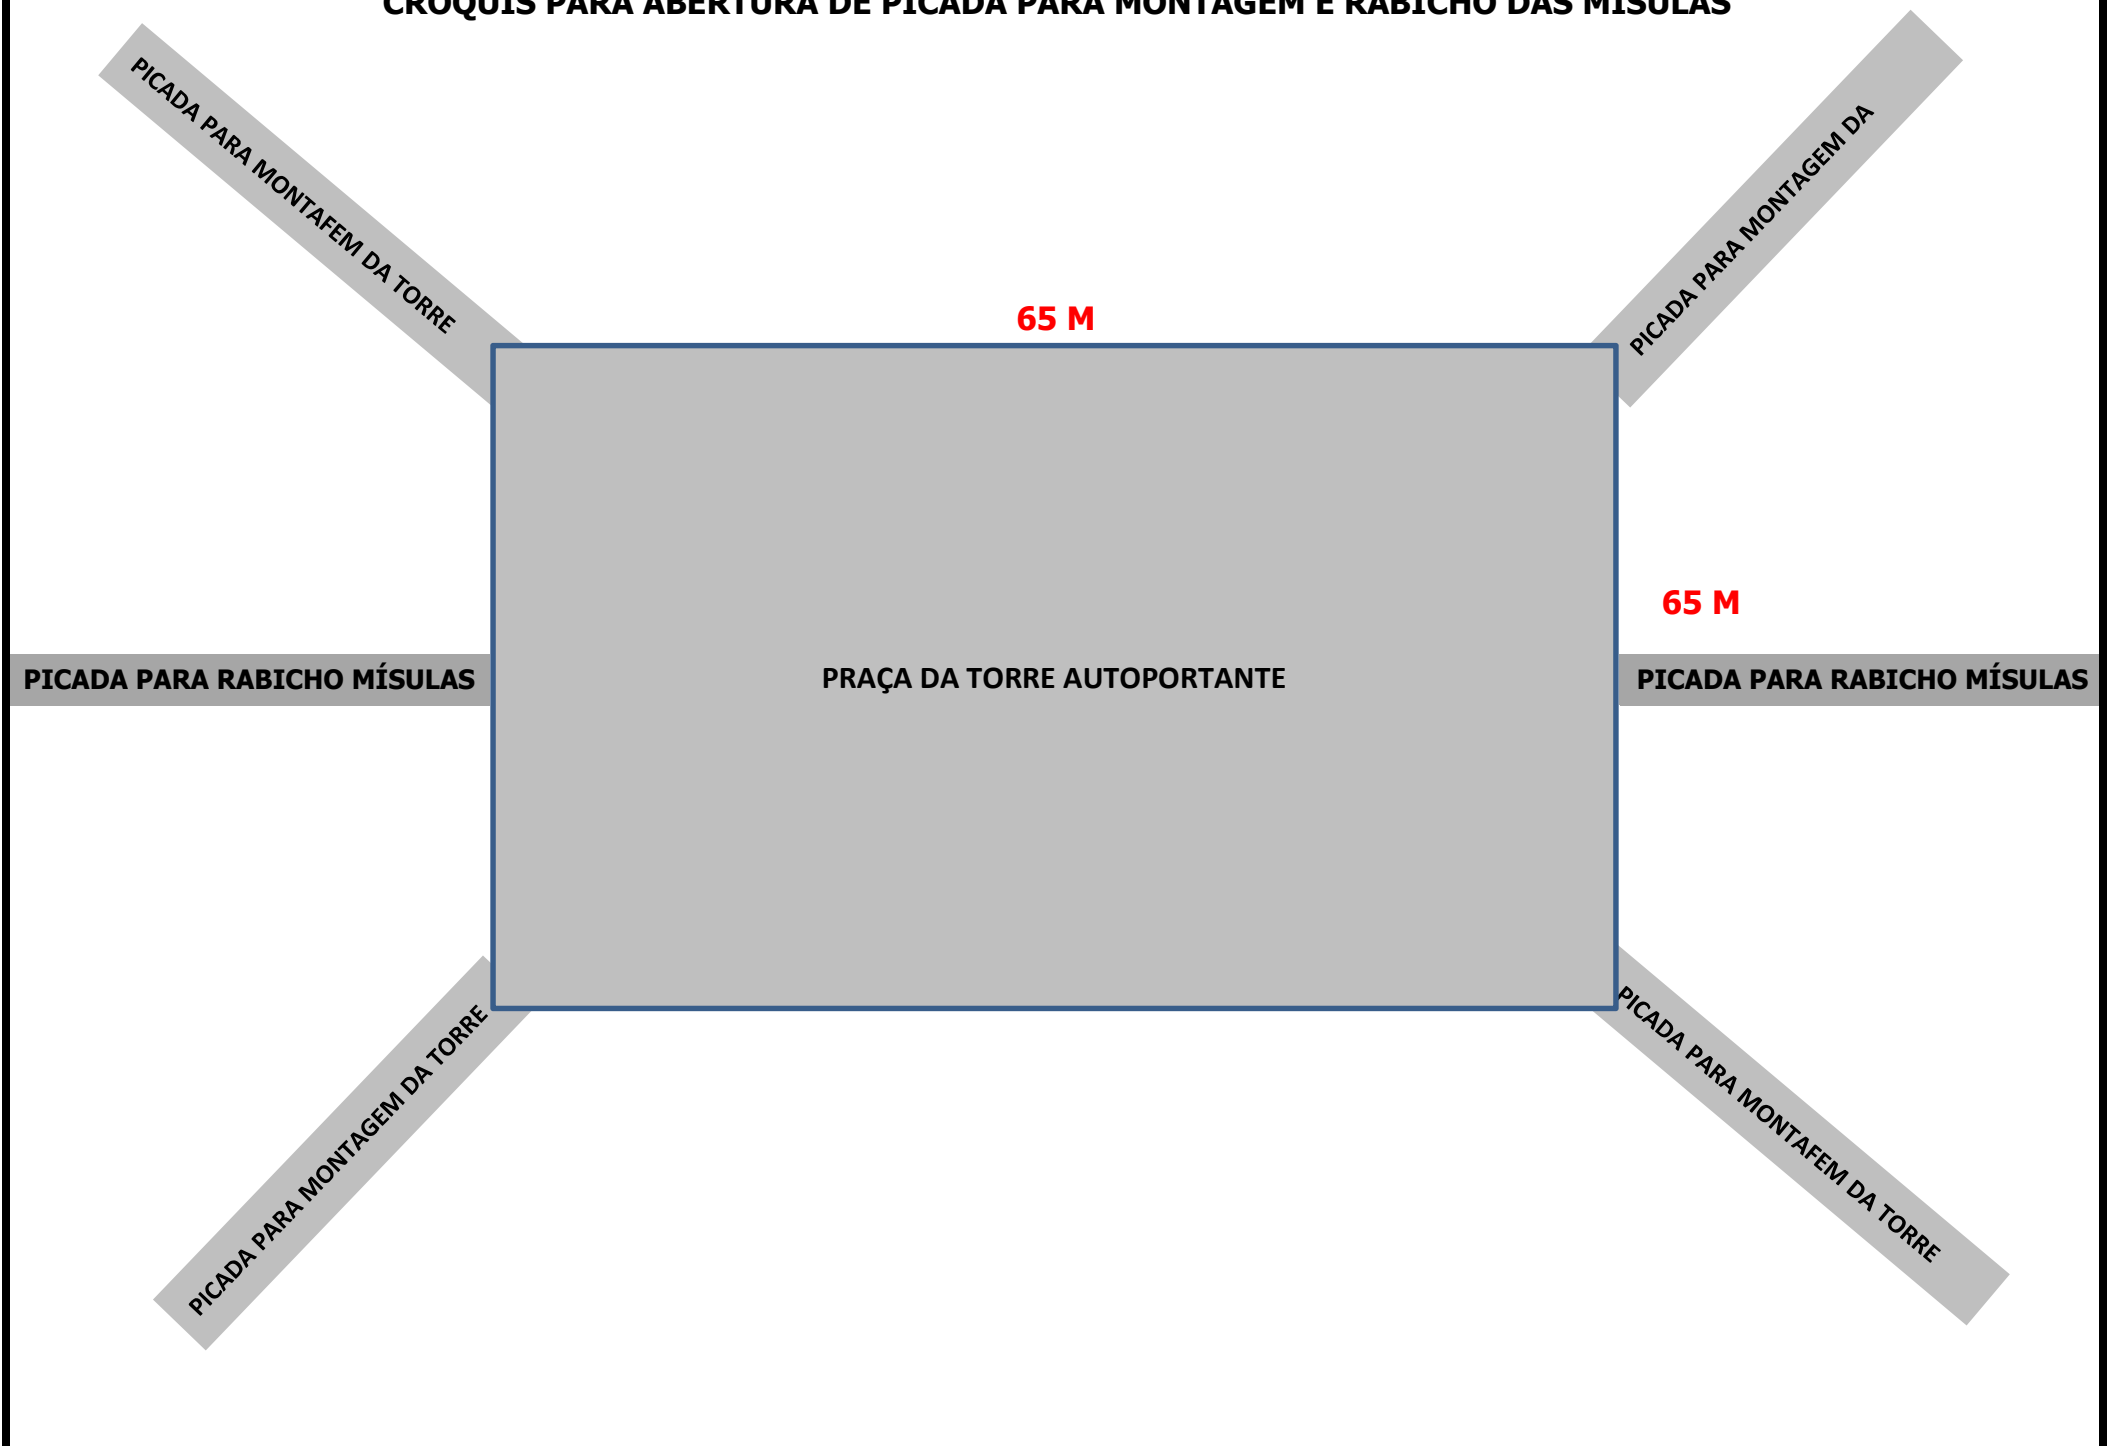 CROQUIS PARA ABERTURA DE PICADA PARA MONTAGEM E RABICHO DAS MÍSULAS
PICADA PARA MONTAFEM DA TORRE
PICADA PARA MONTAGEM DA
65 M
65 M
PICADA PARA RABICHO MÍSULAS
PRAÇA DA TORRE AUTOPORTANTE
PICADA PARA RABICHO MÍSULAS
PICADA PARA MONTAGEM DA TORRE
PICADA PARA MONTAFEM DA TORRE